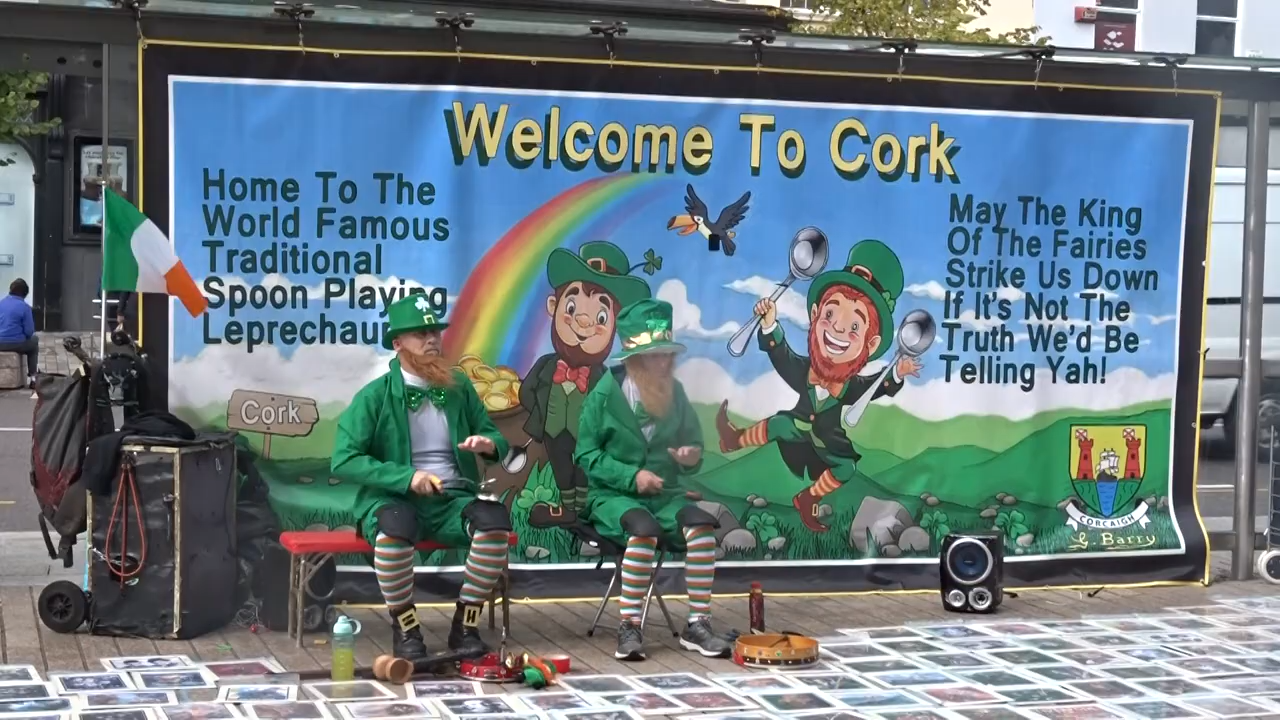 Welcome To Cork
Home To The
World Famous
Traditional
Spoon Playing
Leprechau
May The King
Of The Fairies
Strike Us Down
If It's Not The
Truth We'd Be
Telling Yah!
Cork
CORCAIGH
G. Barry